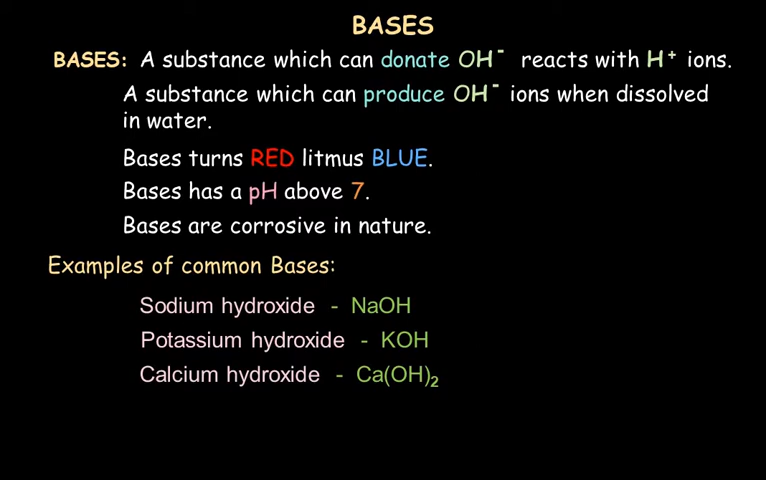 BASES
BASES: A substance which can donate OH⁻ reacts with H⁺ ions.
A substance which can produce OH⁻ ions when dissolved
in water.
Bases turns RED litmus BLUE.
Bases has a pH above 7.
Bases are corrosive in nature.
Examples of common Bases:
Sodium hydroxide - NaOH
Potassium hydroxide - KOH
Calcium hydroxide - Ca(OH)₂